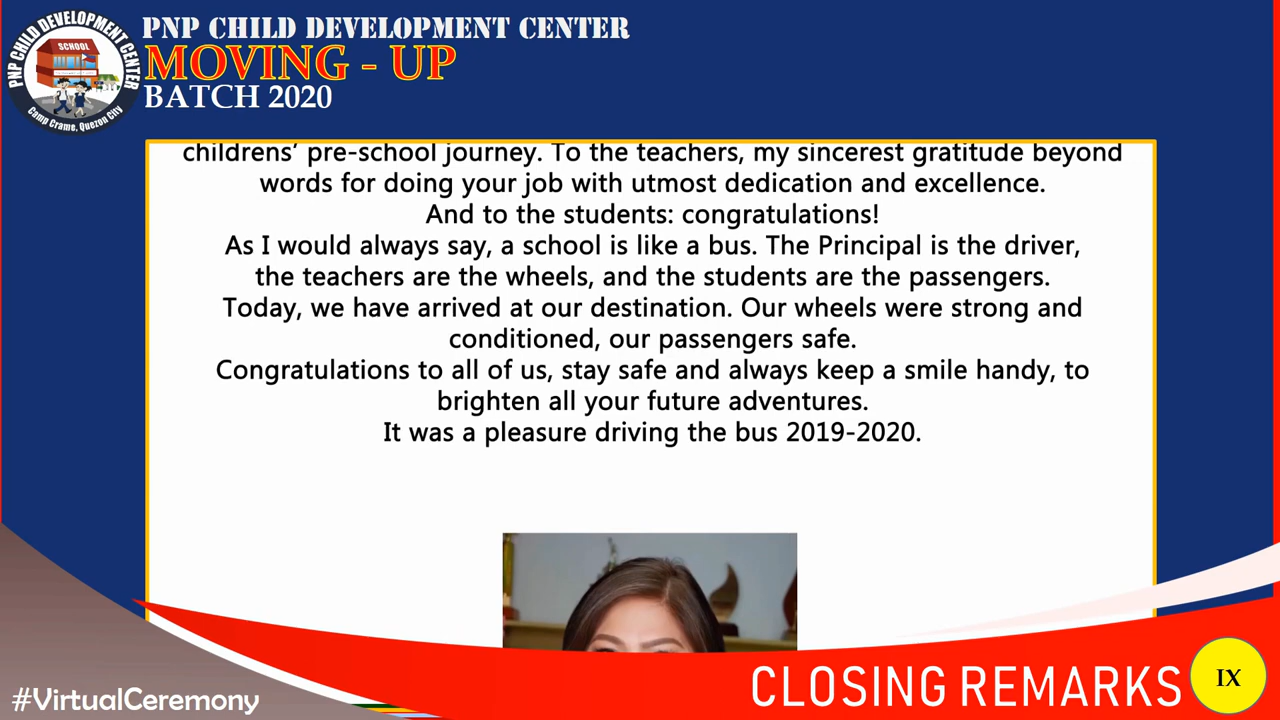 PNP CHILD DEVELOPMENT CENTER
MOVING - UP
BATCH 2020
PNP CHILD DEVELOPMENT CENTER
SCHOOL
Camp Crame, Quezon City
childrens’ pre-school journey. To the teachers, my sincerest gratitude beyond
words for doing your job with utmost dedication and excellence.
And to the students: congratulations!
As I would always say, a school is like a bus. The Principal is the driver,
the teachers are the wheels, and the students are the passengers.
Today, we have arrived at our destination. Our wheels were strong and
conditioned, our passengers safe.
Congratulations to all of us, stay safe and always keep a smile handy, to
brighten all your future adventures.
It was a pleasure driving the bus 2019-2020.
#VirtualCeremony
CLOSING REMARKS
IX